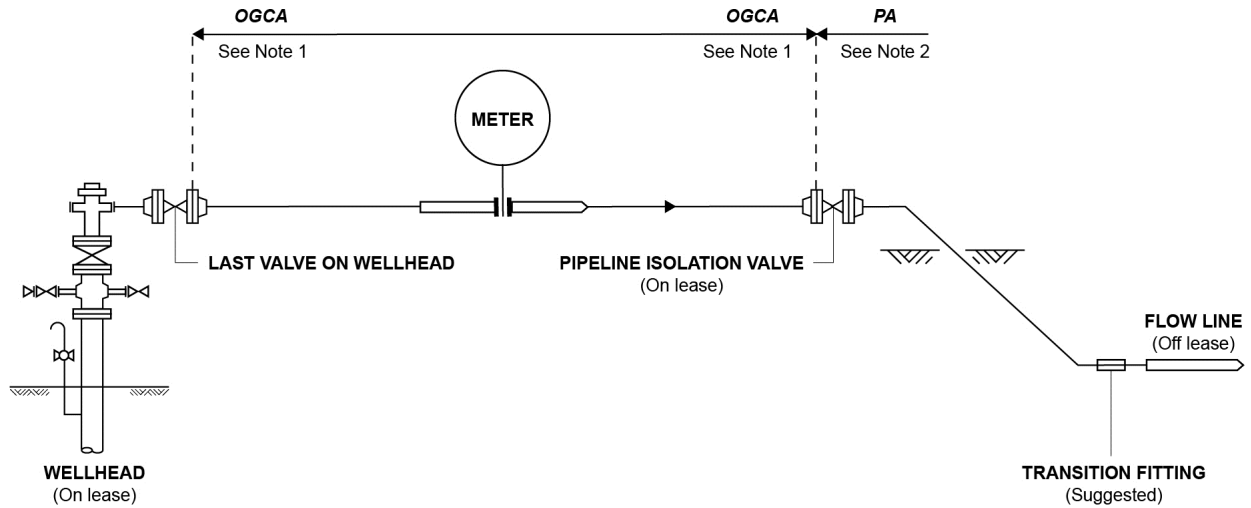 OGCA
OGCA
PA
See Note 1
See Note 1
See Note 2
METER
LAST VALVE ON WELLHEAD
PIPELINE ISOLATION VALVE
(On lease)
FLOW LINE
(Off lease)
WELLHEAD
(On lease)
TRANSITION FITTING
(Suggested)